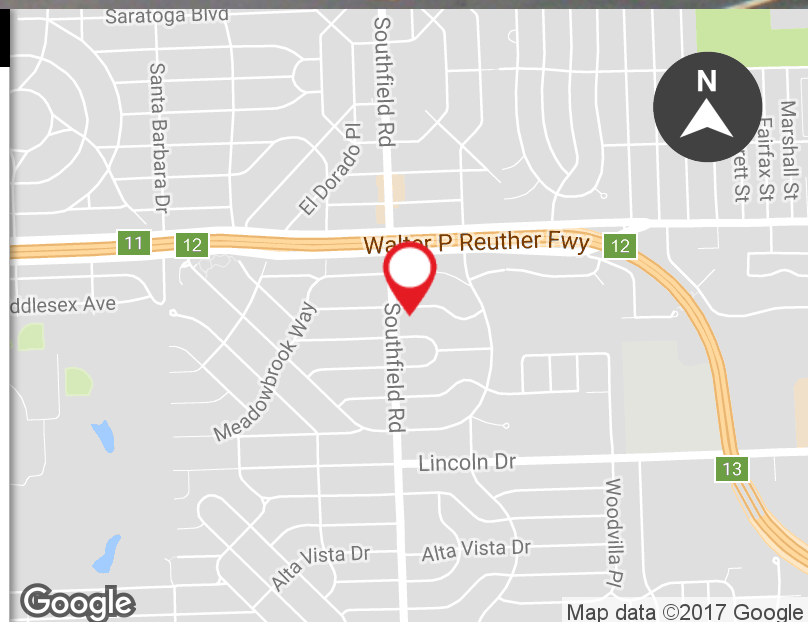 Saratoga Blvd
Southfield Rd
N
Santa Barbara Dr
Marshall St
Fairfax St
El Dorado Pl
11
12
Walter P Reuther Fwy
12
Southfield Rd
Meadowbrook Way
Lincoln Dr
13
Woodvilla Pl
Alta Vista Dr
Alta Vista Dr
Google
Map data ©2017 Google